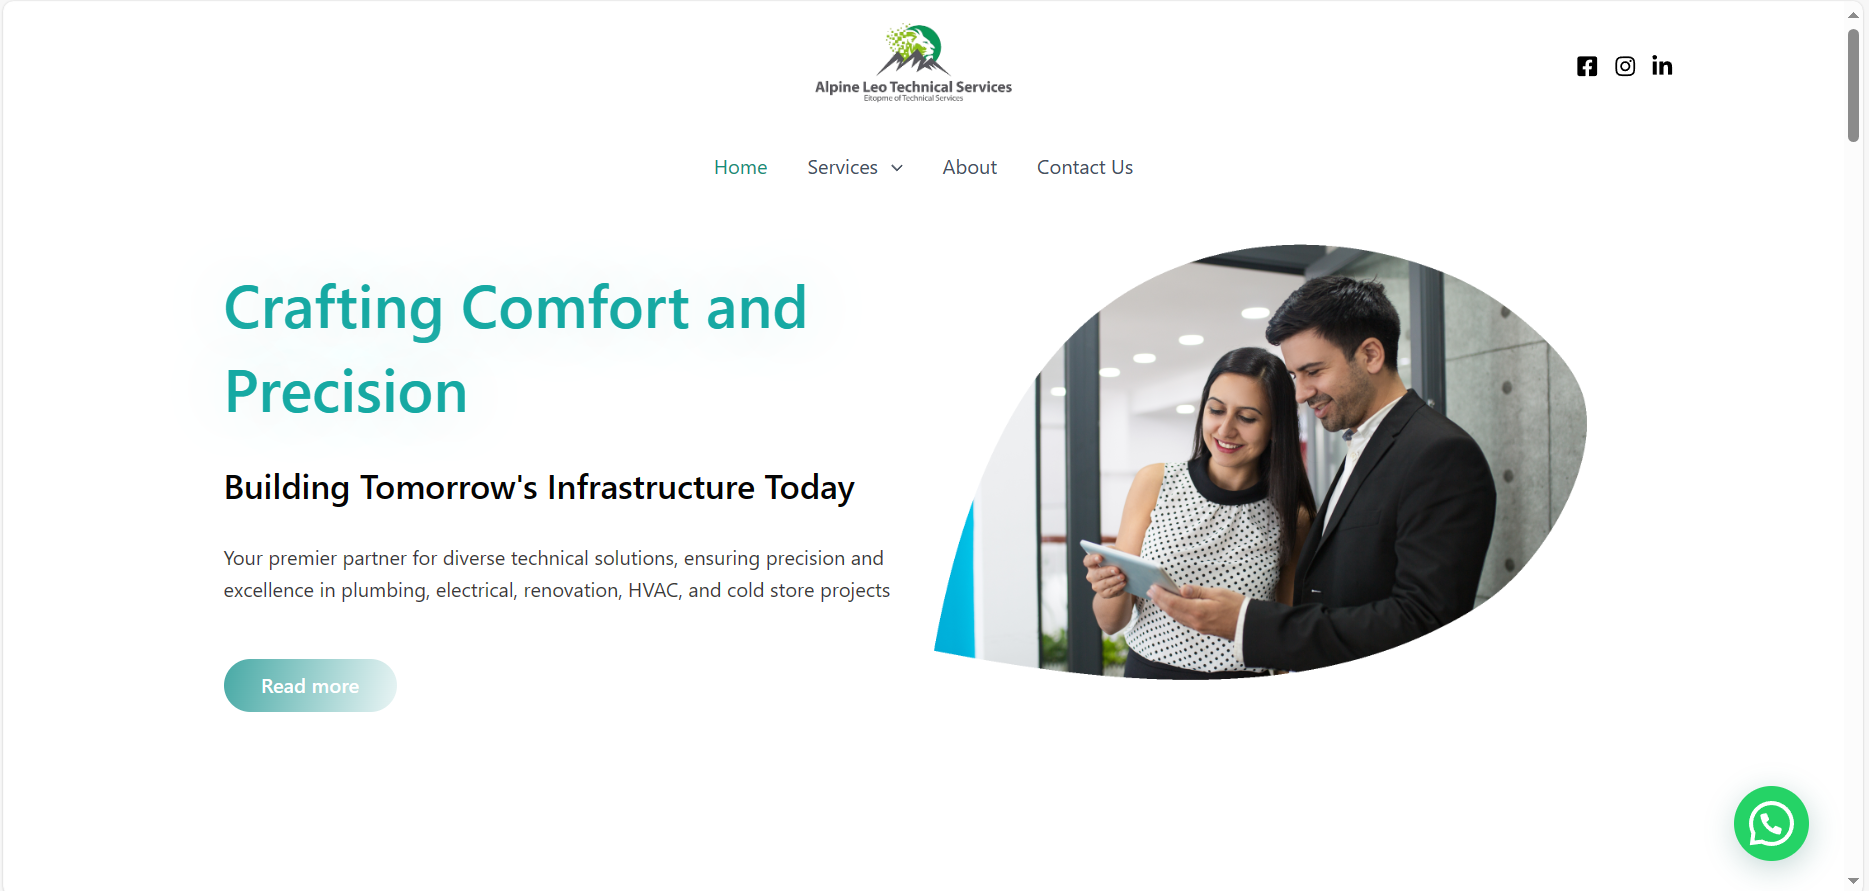 Alpine Leo Technical Services
Eitopme of Technical Services
Home Services About Contact Us
Crafting Comfort and
Precision
Building Tomorrow's Infrastructure Today
Your premier partner for diverse technical solutions, ensuring precision and
excellence in plumbing, electrical, renovation, HVAC, and cold store projects
Read more